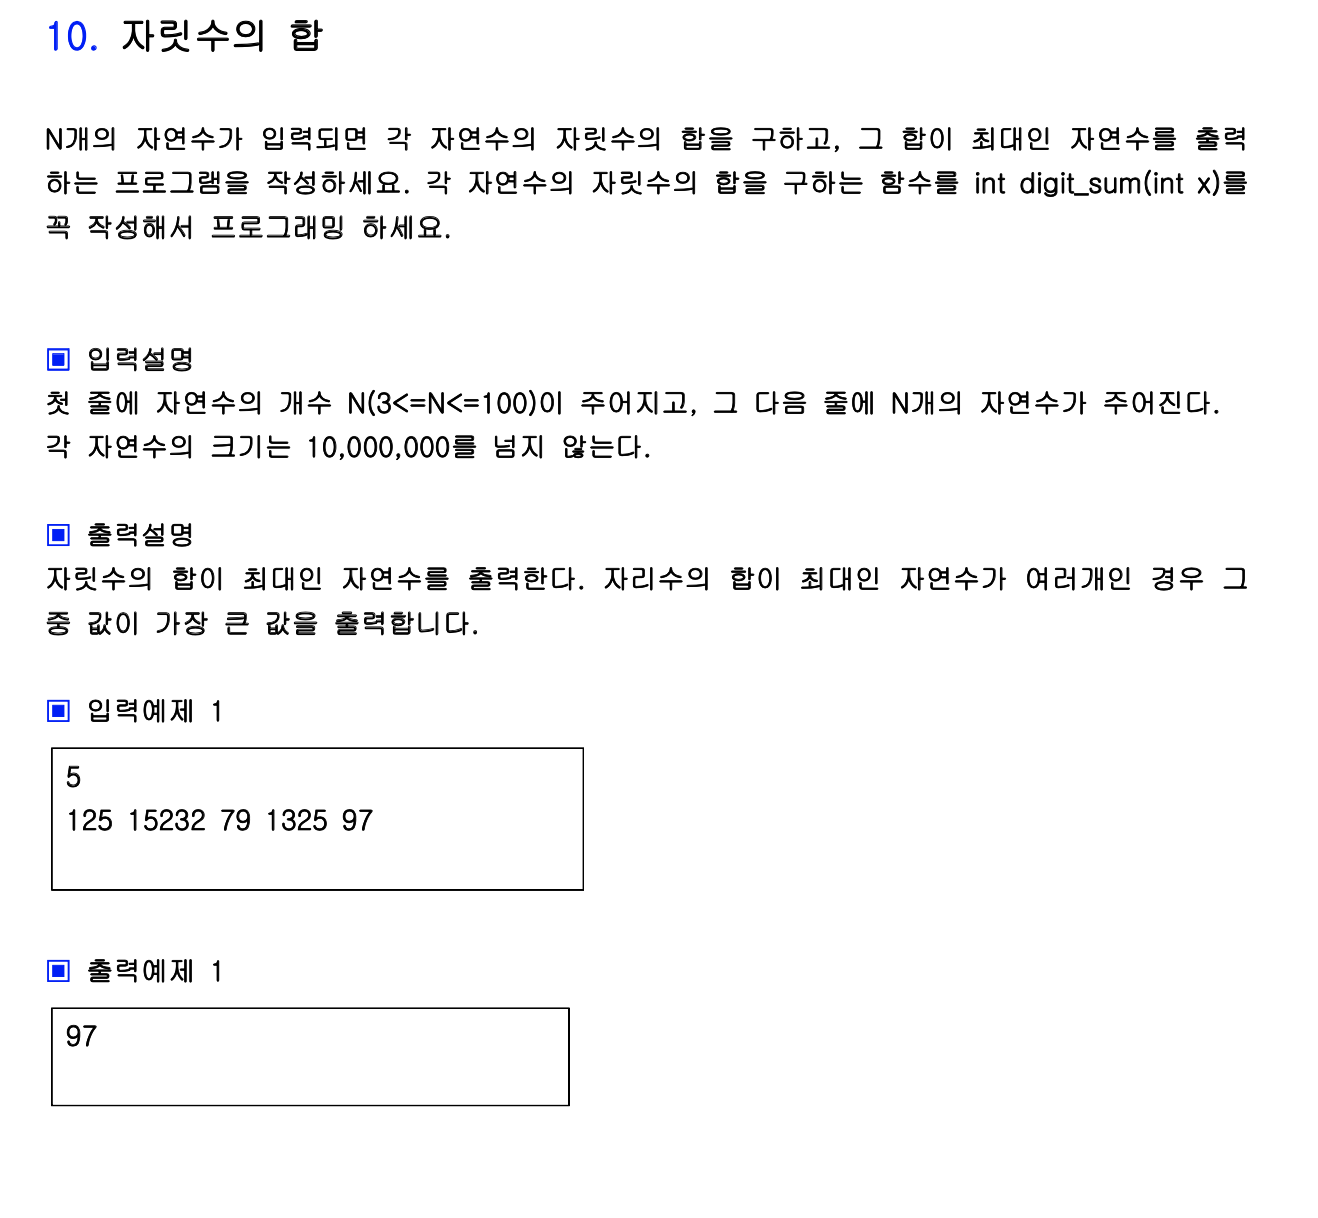 10. 자릿수의 합
N개의 자연수가 입력되면 각 자연수의 자릿수의 합을 구하고, 그 합이 최대인 자연수를 출력
하는 프로그램을 작성하세요. 각 자연수의 자릿수의 합을 구하는 함수를 int digit_sum(int x)를
꼭 작성해서 프로그래밍 하세요.
▣ 입력설명
첫 줄에 자연수의 개수 N(3<=N<=100)이 주어지고, 그 다음 줄에 N개의 자연수가 주어진다.
각 자연수의 크기는 10,000,000를 넘지 않는다.
▣ 출력설명
자릿수의 합이 최대인 자연수를 출력한다. 자리수의 합이 최대인 자연수가 여러개인 경우 그
중 값이 가장 큰 값을 출력합니다.
▣ 입력예제 1
5
125 15232 79 1325 97
▣ 출력예제 1
97